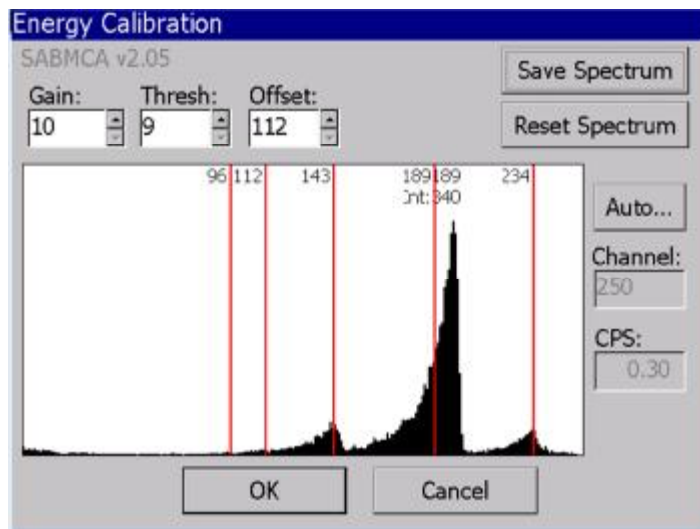 Energy Calibration
SABMCA v2.05
Save Spectrum
Gain: Thresh: Offset:
10 9 112
Reset Spectrum
96 112 143 189 189 234
Cnt: 340
Auto...
Channel:
250
CPS:
0.30
OK Cancel